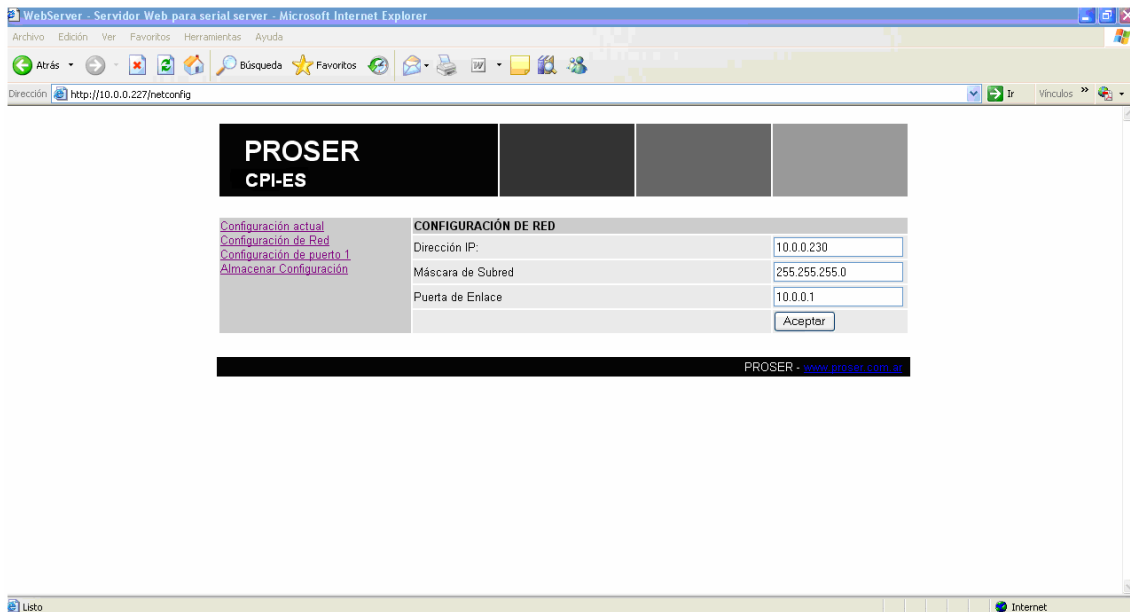 WebServer - Servidor Web para serial server - Microsoft Internet Explorer
Archivo Edición Ver Favoritos Herramientas Ayuda
Atrás Búsqueda Favoritos
Dirección http://10.0.0.227/netconfig Ir Vínculos »
PROSER
CPI-ES
Configuración actual
Configuración de Red
Configuración de puerto 1
Almacenar Configuración
CONFIGURACIÓN DE RED
Dirección IP: 10.0.0.230
Máscara de Subred 255.255.255.0
Puerta de Enlace 10.0.0.1
Aceptar
PROSER - www.proser.com.ar
Listo Internet